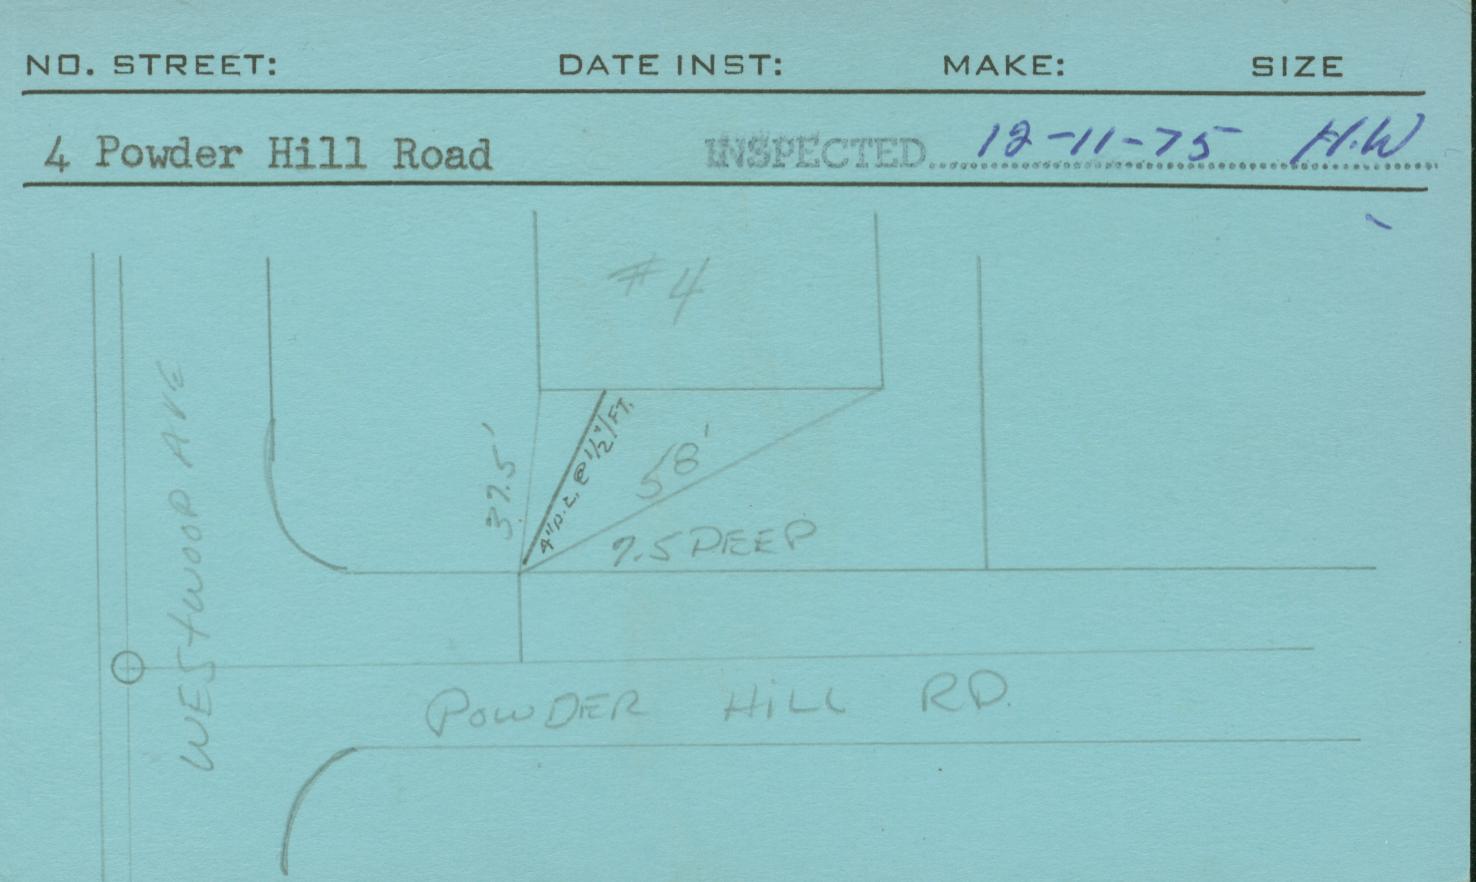 NO. STREET: DATE INST: MAKE: SIZE
4 Powder Hill Road INSPECTED 12-11-75 H.W
#4
WESTWOOD AVE
37.5'
4" P.L. @ 1/2"/FT.
58'
7.5 DEEP
POWDER HILL RD.